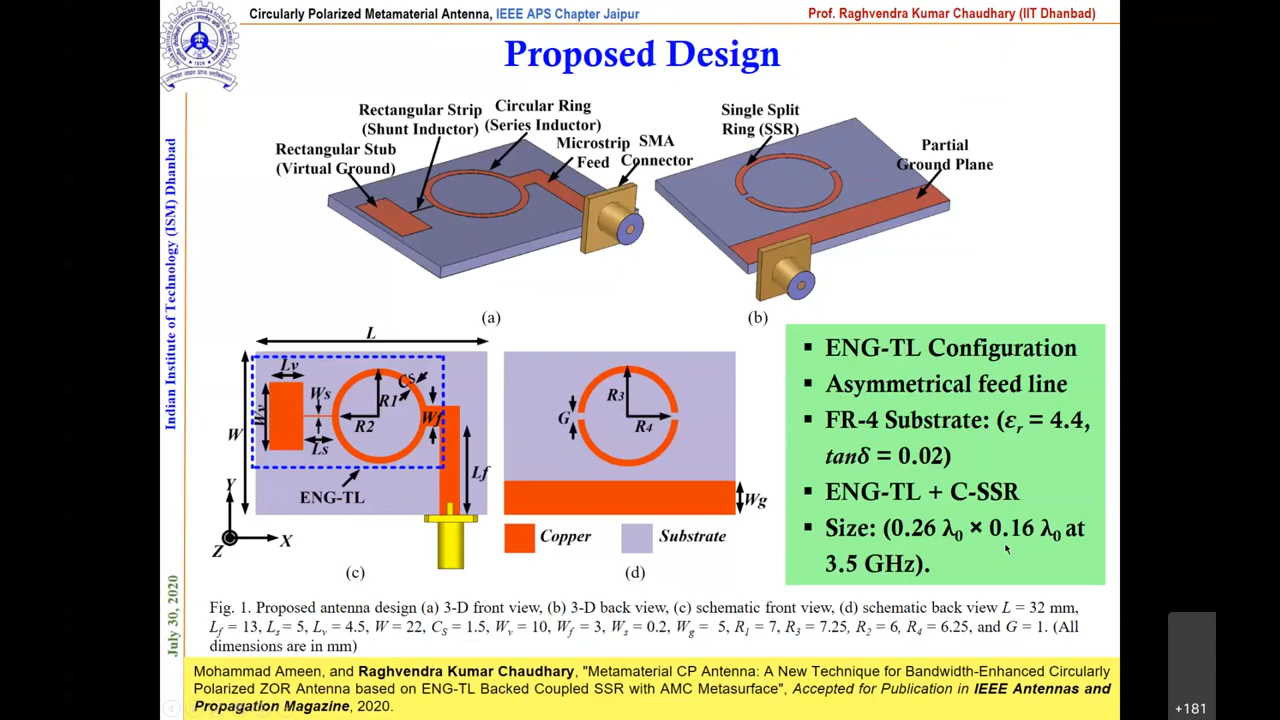 Circularly Polarized Metamaterial Antenna, IEEE APS Chapter Jaipur
Prof. Raghvendra Kumar Chaudhary (IIT Dhanbad)
Proposed Design
Indian Institute of Technology (ISM) Dhanbad
July 30, 2020
Rectangular Strip
(Shunt Inductor)
Circular Ring
(Series Inductor)
Rectangular Stub
(Virtual Ground)
Microstrip
Feed
SMA
Connector
Single Split
Ring (SSR)
Partial
Ground Plane
(a)
(b)
L
Lv
Ws
Cs
R1
Wv
W
R2
Wf
Ls
Lf
ENG-TL
Y
X
Z
R3
G
R4
Wg
Copper
Substrate
(c)
(d)
▪ ENG-TL Configuration
▪ Asymmetrical feed line
▪ FR-4 Substrate: (εr = 4.4,
tanδ = 0.02)
▪ ENG-TL + C-SSR
▪ Size: (0.26 λ0 × 0.16 λ0 at
3.5 GHz).
Fig. 1. Proposed antenna design (a) 3-D front view, (b) 3-D back view, (c) schematic front view, (d) schematic back view L = 32 mm,
Lf = 13, Ls = 5, Lv = 4.5, W = 22, CS = 1.5, Wv = 10, Wf = 3, Ws = 0.2, Wg = 5, R1 = 7, R3 = 7.25, R2 = 6, R4 = 6.25, and G = 1. (All
dimensions are in mm)
Mohammad Ameen, and Raghvendra Kumar Chaudhary, "Metamaterial CP Antenna: A New Technique for Bandwidth-Enhanced Circularly
Polarized ZOR Antenna based on ENG-TL Backed Coupled SSR with AMC Metasurface", Accepted for Publication in IEEE Antennas and
Propagation Magazine, 2020.
+181